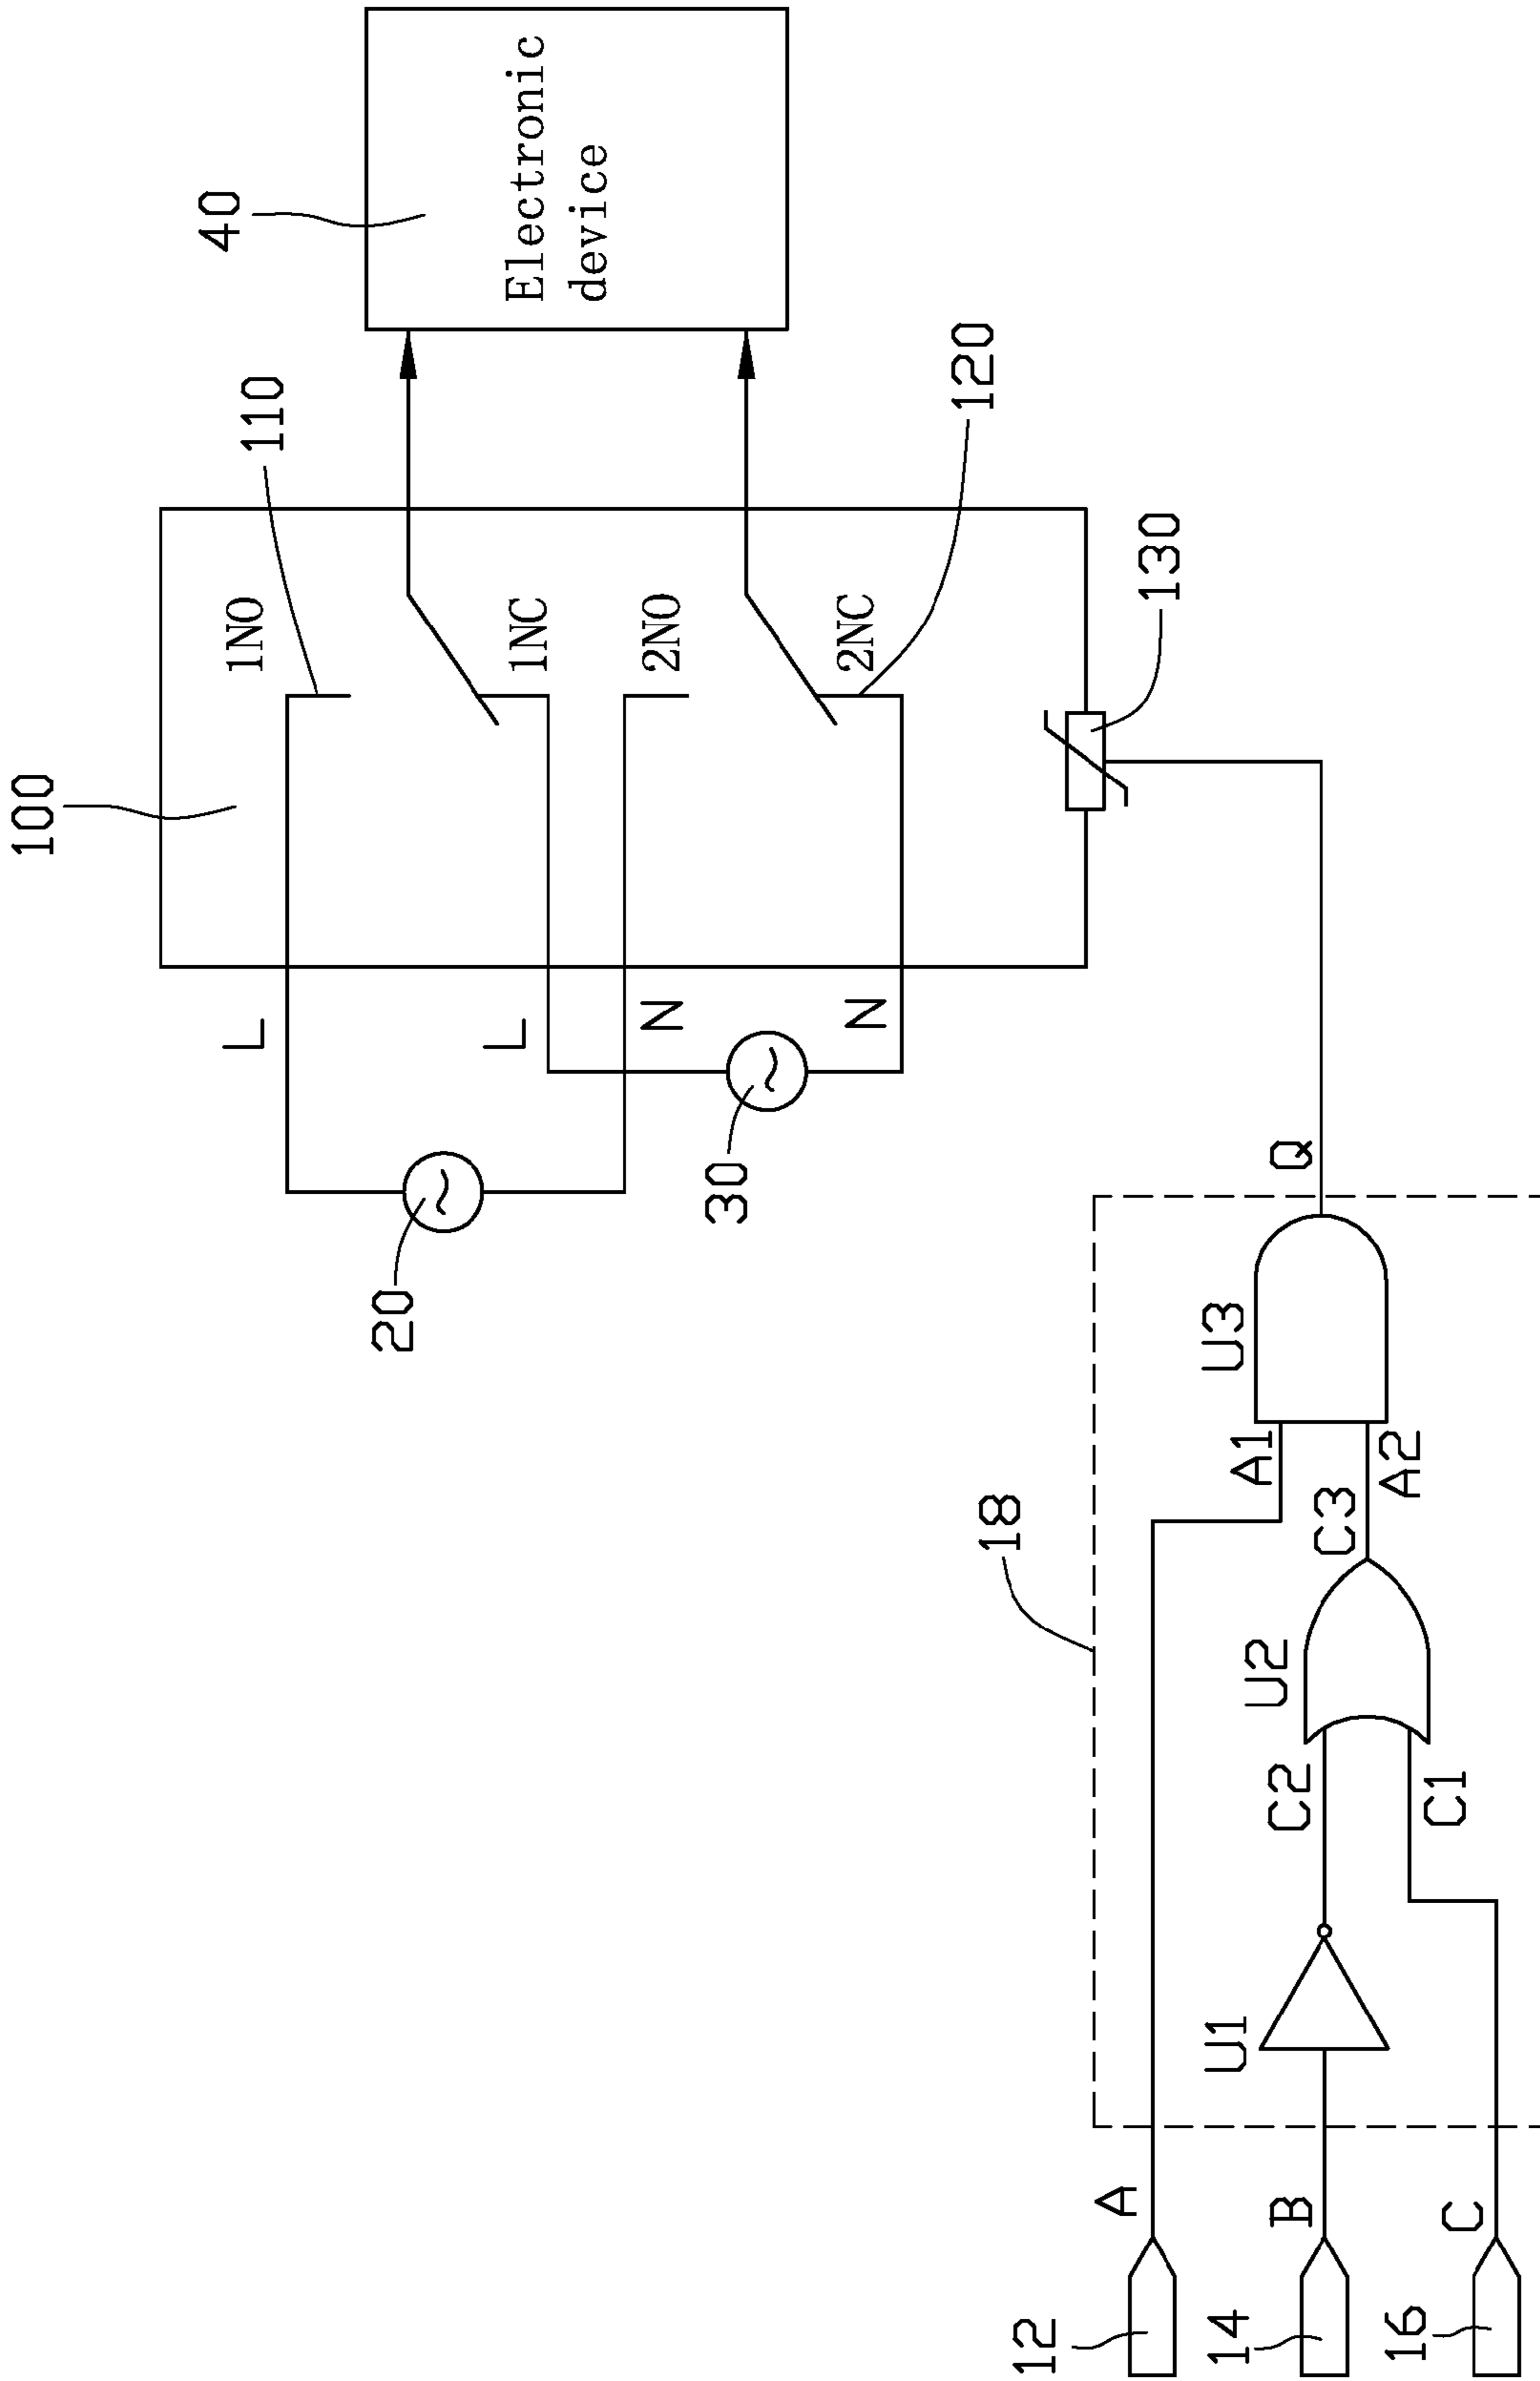 100
110
40
1NO
1NC
2NO
2NC
Electronic
device
L
L
N
N
20
30
120
130
18
12
A
14
B
16
C
U1
C2
C1
U2
C3
A1
A2
U3
Q